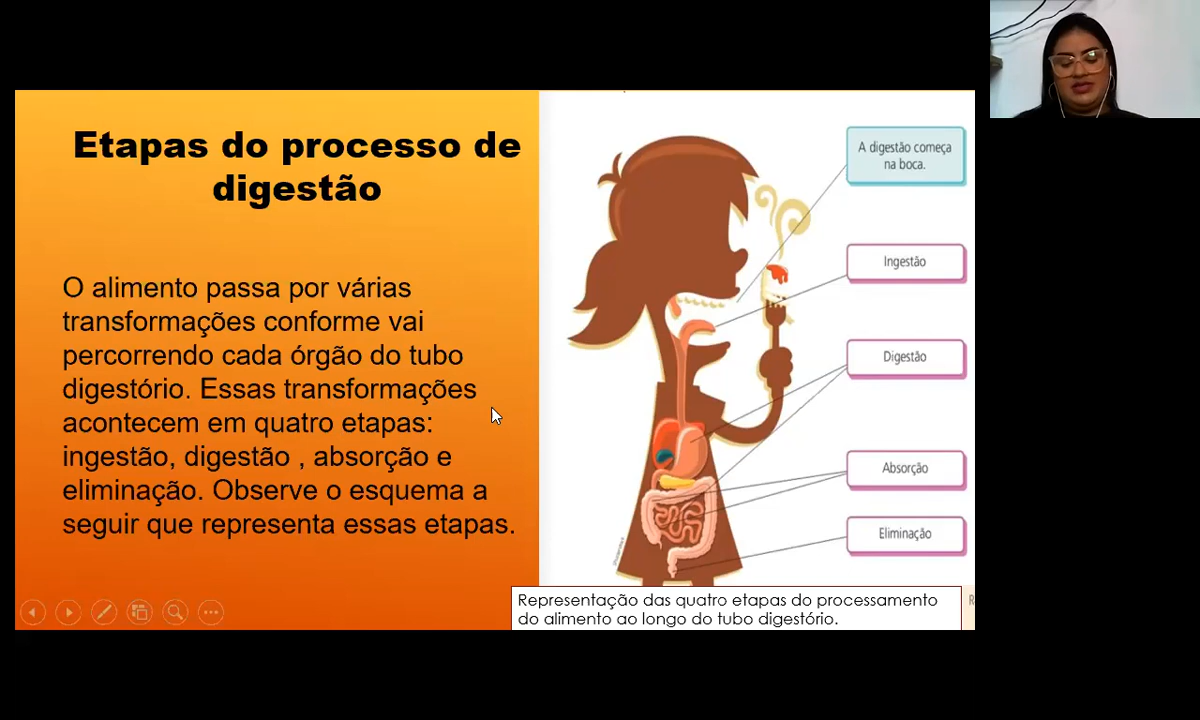 Etapas do processo de
digestão
O alimento passa por várias
transformações conforme vai
percorrendo cada órgão do tubo
digestório. Essas transformações
acontecem em quatro etapas:
ingestão, digestão , absorção e
eliminação. Observe o esquema a
seguir que representa essas etapas.
A digestão começa
na boca.
Ingestão
Digestão
Absorção
Eliminação
Representação das quatro etapas do processamento
do alimento ao longo do tubo digestório.